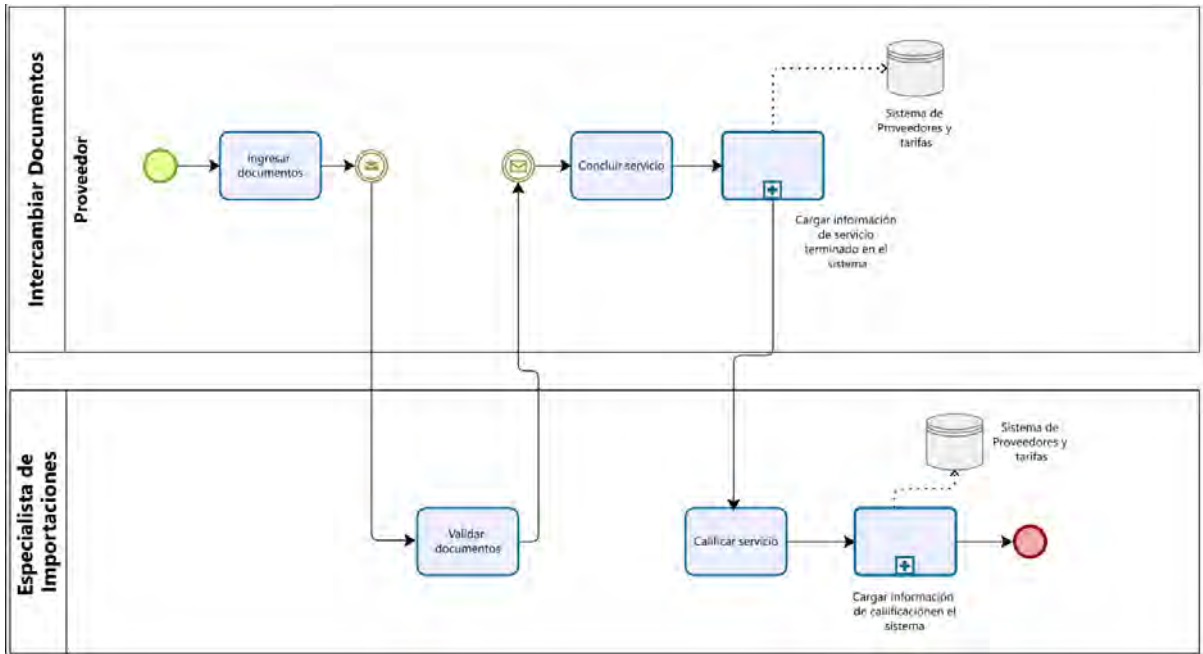 Intercambiar Documentos
Proveedor
Ingresar
documentos
Concluir servicio
Sistema de
Proveedores y
tarifas
Cargar información
de servicio
terminado en el
sistema
Especialista de
Importaciones
Validar
documentos
Calificar servicio
Sistema de
Proveedores y
tarifas
Cargar información
de caliificaciónen el
sistema